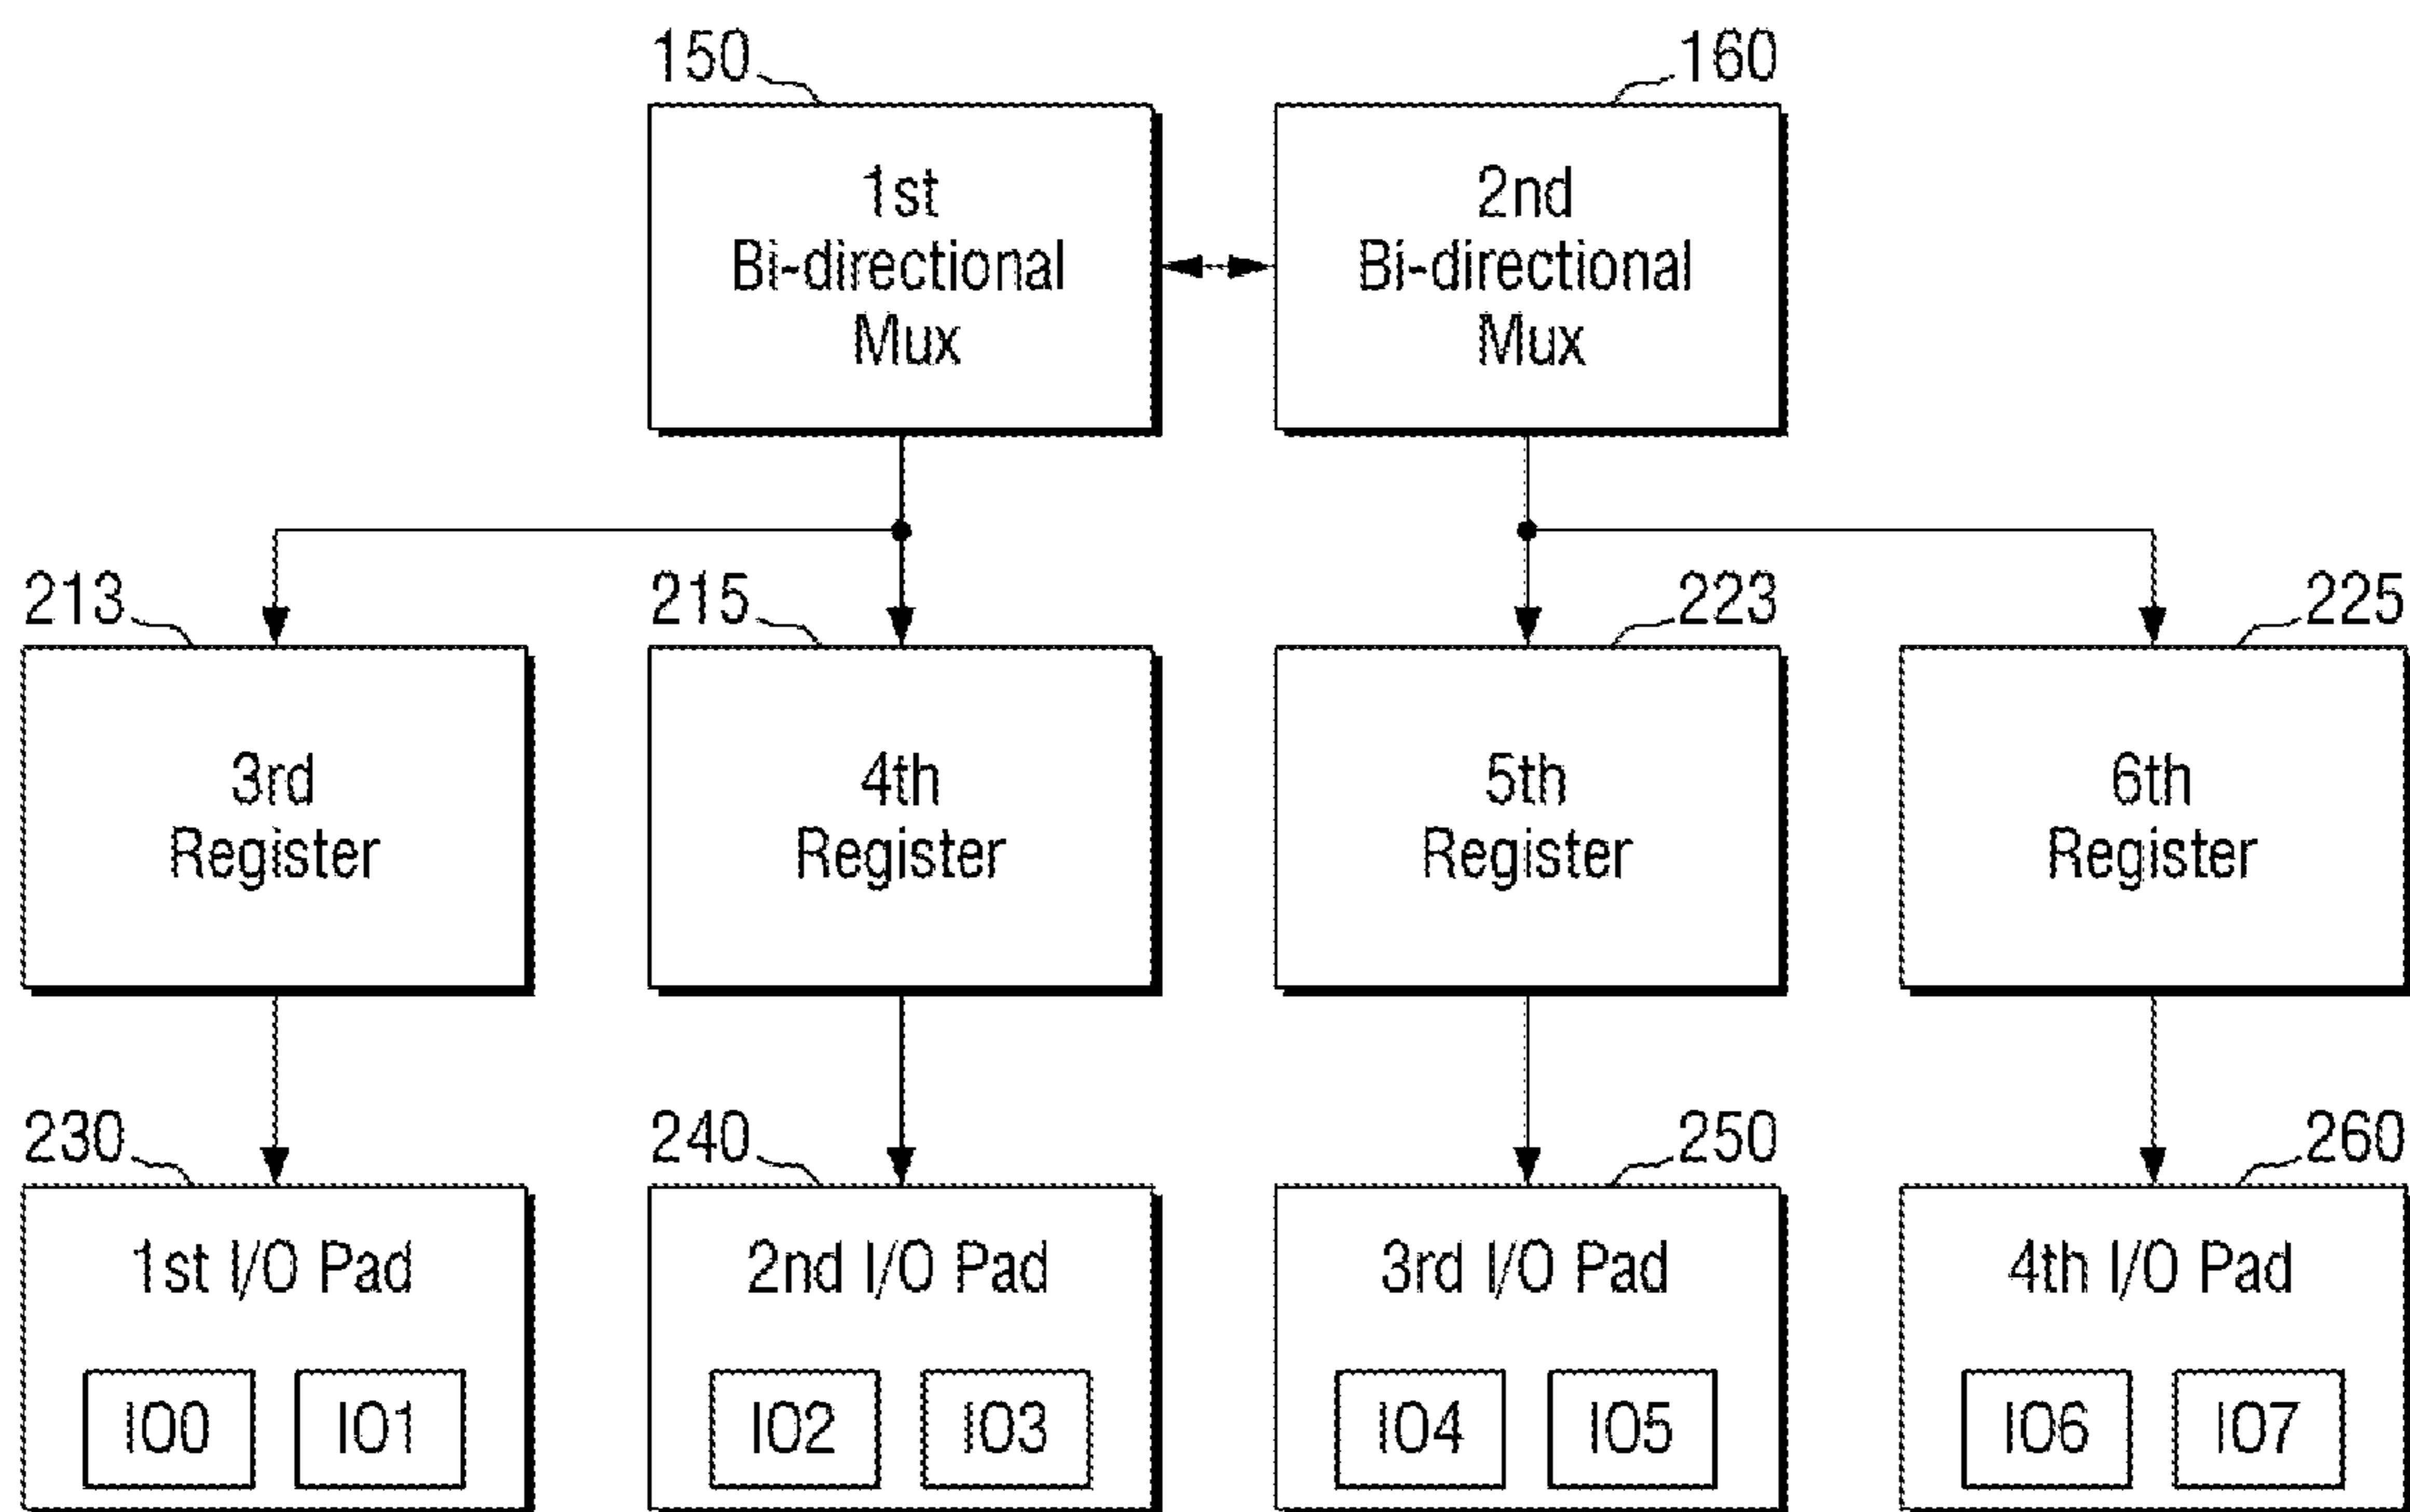 150
160
1st
Bi-directional
Mux
2nd
Bi-directional
Mux
213
215
223
225
3rd
Register
4th
Register
5th
Register
6th
Register
230
240
250
260
1st I/O Pad
2nd I/O Pad
3rd I/O Pad
4th I/O Pad
IO0
IO1
IO2
IO3
IO4
IO5
IO6
IO7